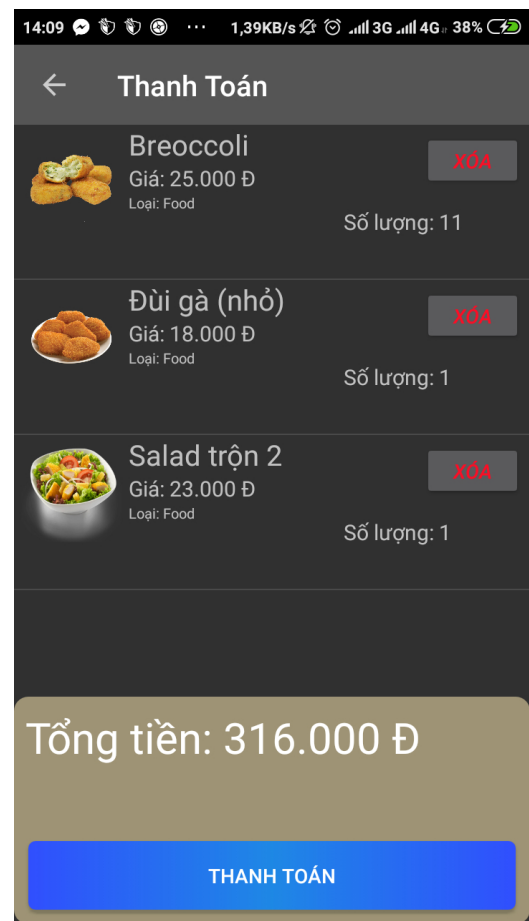 14:09 ... 1,39KB/s 3G 4G 38%
Thanh Toán
Breoccoli
Giá: 25.000 Đ
Loại: Food
XÓA
Số lượng: 11
Đùi gà (nhỏ)
Giá: 18.000 Đ
Loại: Food
XÓA
Số lượng: 1
Salad trộn 2
Giá: 23.000 Đ
Loại: Food
XÓA
Số lượng: 1
Tổng tiền: 316.000 Đ
THANH TOÁN